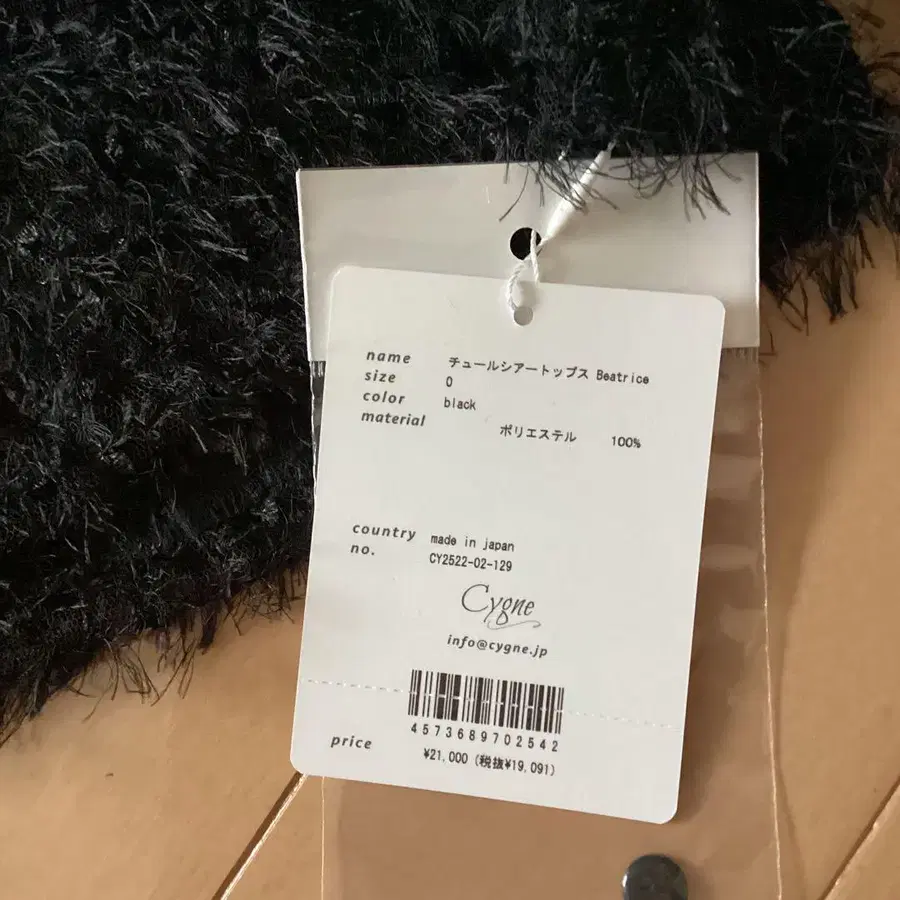 name チュールシアートップス Beatrice
size 0
color black
material
ポリエステル 100%
country made in japan
no. CY2522-02-129
Cygne
info@cygne.jp
4573689702542
price ¥21,000 (税抜¥19,091)